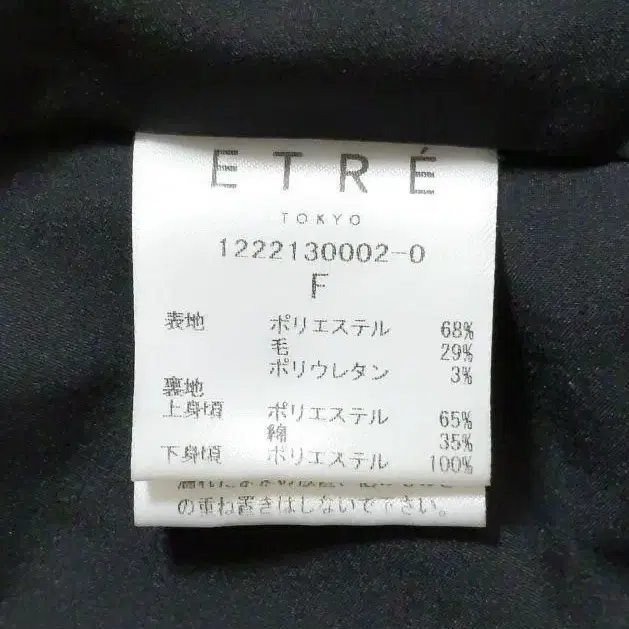 ETRÉ
TOKYO
1222130002-0
F
表地 ポリエステル 68%
毛 29%
ポリウレタン 3%
裏地
上身頃 ポリエステル 65%
綿 35%
下身頃 ポリエステル 100%
の重ね置きはしないで下さい。